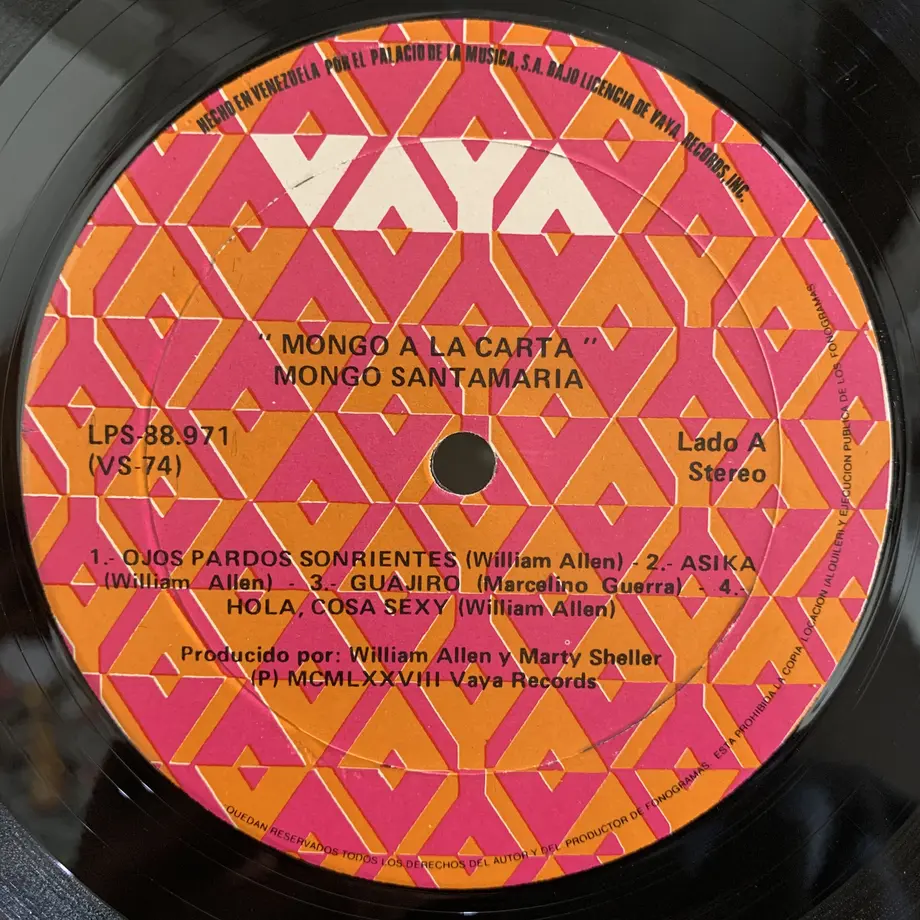 HECHO EN VENEZUELA POR EL PALACIO DE LA MUSICA, S.A. BAJO LICENCIA DE VAYA RECORDS, INC.
VAYA
" MONGO A LA CARTA "
MONGO SANTAMARIA
LPS-88.971
(VS-74)
Lado A
Stereo
1.- OJOS PARDOS SONRIENTES (William Allen) - 2.- ASIKA
(William Allen) - 3.- GUAJIRO (Marcelino Guerra) - 4.-
HOLA, COSA SEXY (William Allen)
Producido por: William Allen y Marty Sheller
(P) MCMLXXVIII Vaya Records
QUEDAN RESERVADOS TODOS LOS DERECHOS DEL AUTOR Y DEL PRODUCTOR DE FONOGRAMAS ESTA PROHIBIDA LA COPIA, LOCACION (ALQUILER) Y EJECUCION PUBLICA DE LOS FONOGRAMAS